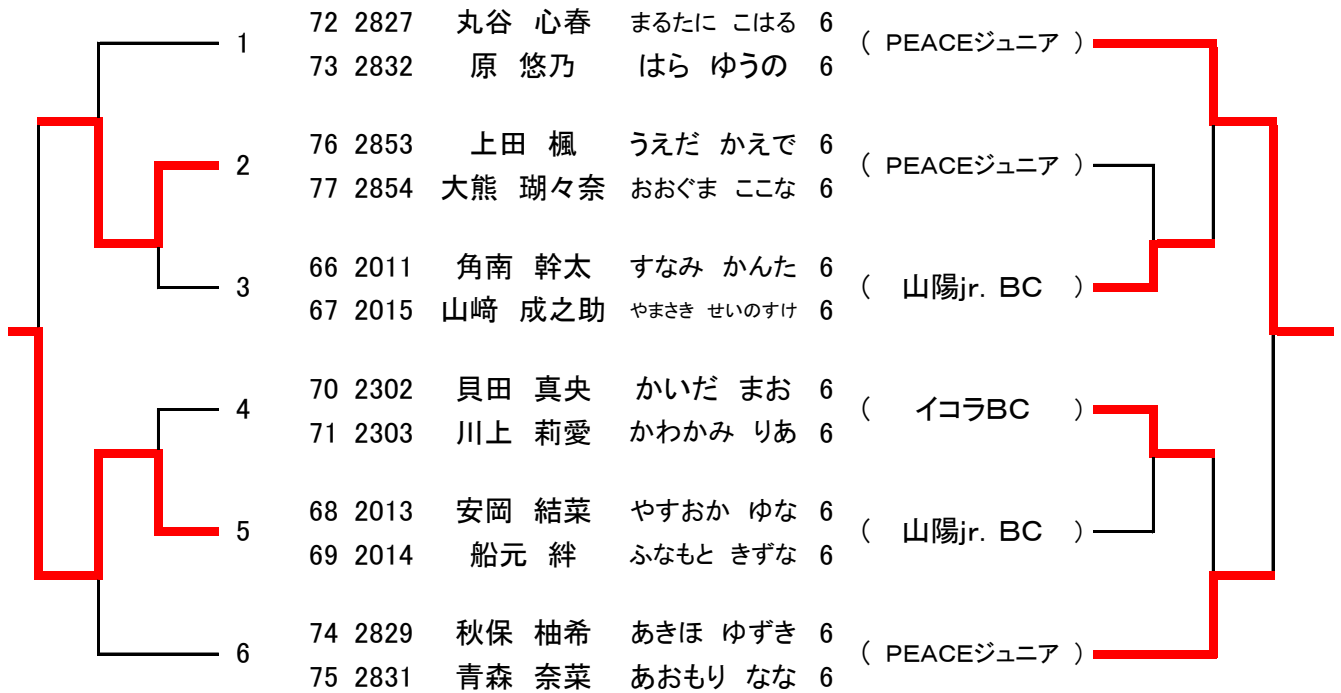 72 2827 丸谷 心春 まるたに こはる 6
1 ( PEACEジュニア )
73 2832 原 悠乃 はら ゆうの 6
76 2853 上田 楓 うえだ かえで 6
2 ( PEACEジュニア )
77 2854 大熊 瑚々奈 おおぐま ここな 6
66 2011 角南 幹太 すなみ かんた 6
3 ( 山陽jr. BC )
67 2015 山﨑 成之助 やまさき せいのすけ 6
70 2302 貝田 真央 かいだ まお 6
4 ( イコラBC )
71 2303 川上 莉愛 かわかみ りあ 6
68 2013 安岡 結菜 やすおか ゆな 6
5 ( 山陽jr. BC )
69 2014 船元 絆 ふなもと きずな 6
74 2829 秋保 柚希 あきほ ゆずき 6
6 ( PEACEジュニア )
75 2831 青森 奈菜 あおもり なな 6